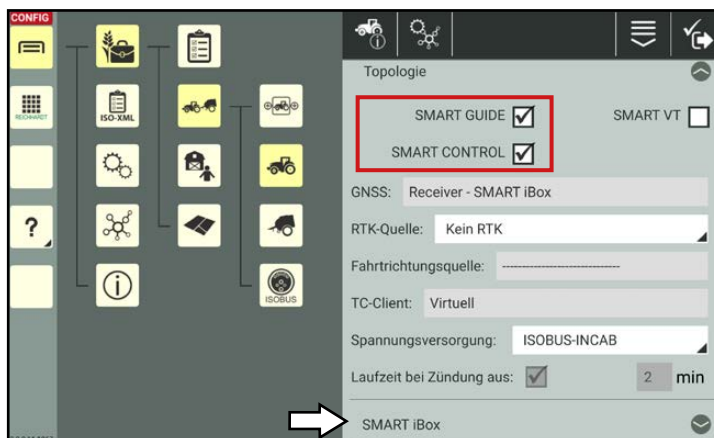 CONFIG
REICHHARDT
ISO-XML
?
ISOBUS
Topologie
SMART GUIDE
SMART VT
SMART CONTROL
GNSS: Receiver - SMART iBox
RTK-Quelle: Kein RTK
Fahrtrichtungsquelle: ------------------------------
TC-Client: Virtuell
Spannungsversorgung: ISOBUS-INCAB
Laufzeit bei Zündung aus: 2 min
SMART iBox